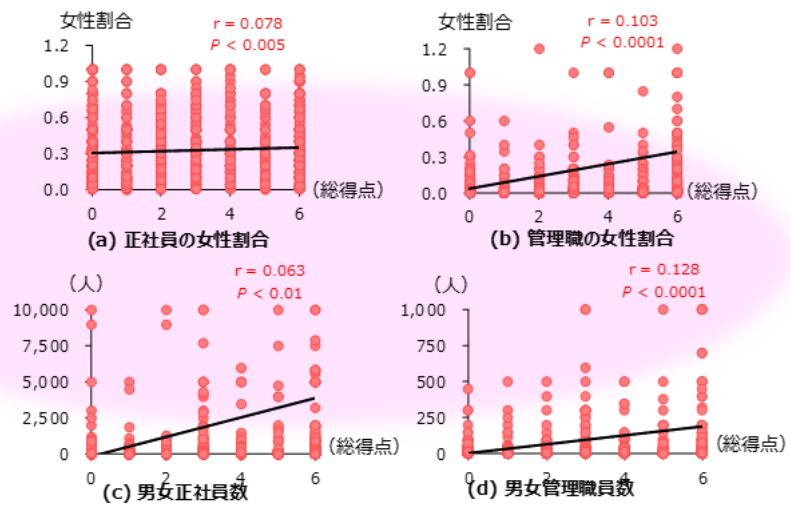 女性割合
r = 0.078
P < 0.005
1.2
0.9
0.6
0.3
0.0
0 2 4 6
(総得点)
(a) 正社員の女性割合
女性割合
r = 0.103
P < 0.0001
1.2
0.9
0.6
0.3
0.0
0 2 4 6
(総得点)
(b) 管理職の女性割合
(人)
r = 0.063
P < 0.01
10,000
7,500
5,000
2,500
0
0 2 4 6
(総得点)
(c) 男女正社員数
(人)
r = 0.128
P < 0.0001
1,000
750
500
250
0
0 2 4 6
(総得点)
(d) 男女管理職員数